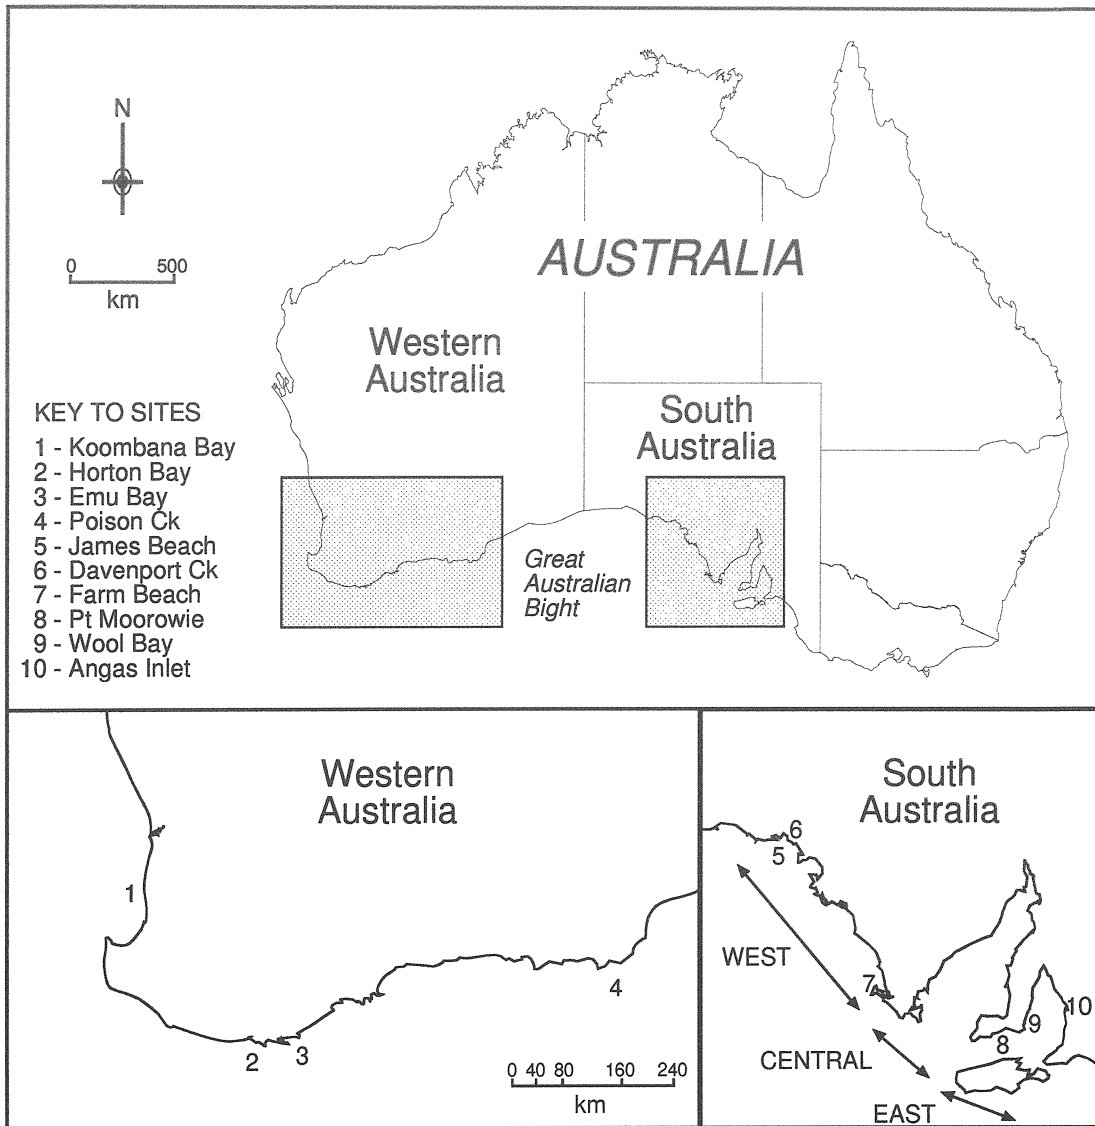 N
0 500
km
AUSTRALIA
Western
Australia
South
Australia
Great
Australian
Bight
KEY TO SITES
1 - Koombana Bay
2 - Horton Bay
3 - Emu Bay
4 - Poison Ck
5 - James Beach
6 - Davenport Ck
7 - Farm Beach
8 - Pt Moorowie
9 - Wool Bay
10 - Angas Inlet
Western
Australia
1
2
3
4
0 40 80 160 240
km
South
Australia
6
5
WEST
7
10
9
8
CENTRAL
EAST